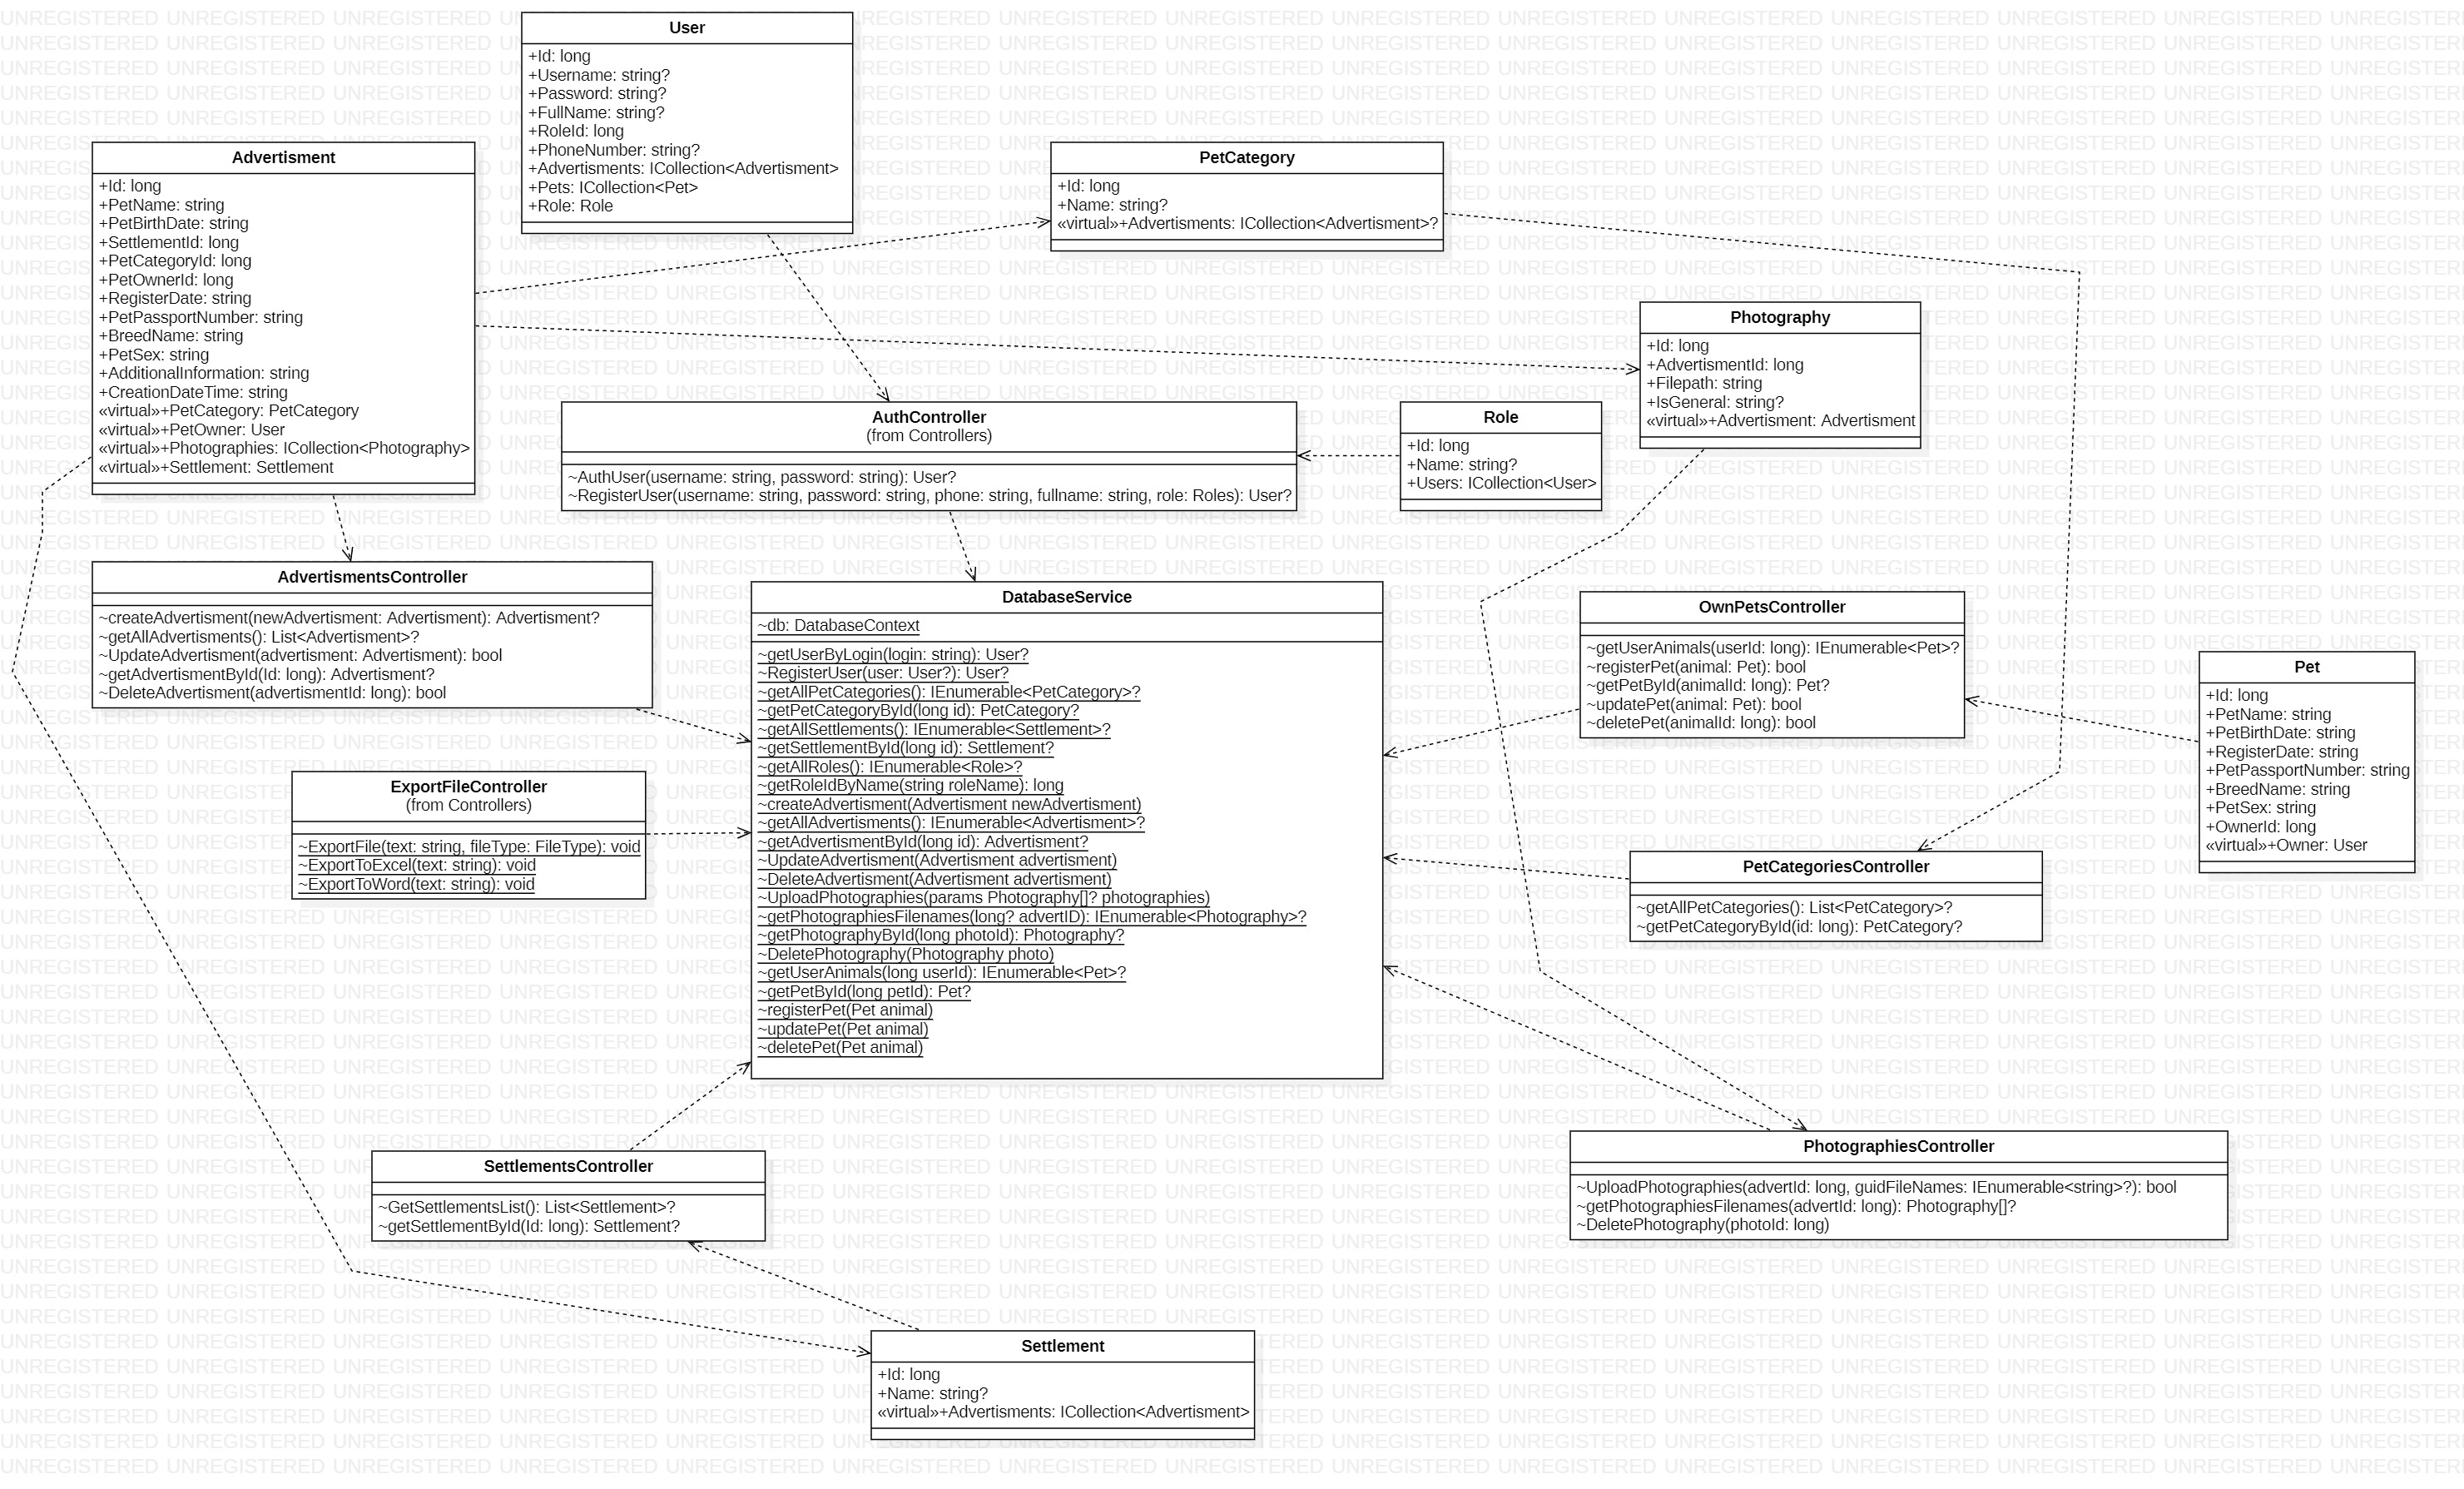 User
+Id: long
+Username: string?
+Password: string?
+FullName: string?
+RoleId: long
+PhoneNumber: string?
+Advertisments: ICollection<Advertisment>
+Pets: ICollection<Pet>
+Role: Role
Advertisment
+Id: long
+PetName: string
+PetBirthDate: string
+SettlementId: long
+PetCategoryId: long
+PetOwnerId: long
+RegisterDate: string
+PetPassportNumber: string
+BreedName: string
+PetSex: string
+AdditionalInformation: string
+CreationDateTime: string
«virtual»+PetCategory: PetCategory
«virtual»+PetOwner: User
«virtual»+Photographies: ICollection<Photography>
«virtual»+Settlement: Settlement
PetCategory
+Id: long
+Name: string?
«virtual»+Advertisments: ICollection<Advertisment>?
Photography
+Id: long
+AdvertismentId: long
+Filepath: string
+IsGeneral: string?
«virtual»+Advertisment: Advertisment
AuthController
(from Controllers)
~AuthUser(username: string, password: string): User?
~RegisterUser(username: string, password: string, phone: string, fullname: string, role: Roles): User?
Role
+Id: long
+Name: string?
+Users: ICollection<User>
AdvertismentsController
~createAdvertisment(newAdvertisment: Advertisment): Advertisment?
~getAllAdvertisments(): List<Advertisment>?
~UpdateAdvertisment(advertisment: Advertisment): bool
~getAdvertismentById(Id: long): Advertisment?
~DeleteAdvertisment(advertismentId: long): bool
DatabaseService
~db: DatabaseContext
~getUserByLogin(login: string): User?
~RegisterUser(user: User?): User?
~getAllPetCategories(): IEnumerable<PetCategory>?
~getPetCategoryById(long id): PetCategory?
~getAllSettlements(): IEnumerable<Settlement>?
~getSettlementById(long id): Settlement?
~getAllRoles(): IEnumerable<Role>?
~getRoleIdByName(string roleName): long
~createAdvertisment(Advertisment newAdvertisment)
~getAllAdvertisments(): IEnumerable<Advertisment>?
~getAdvertismentById(long id): Advertisment?
~UpdateAdvertisment(Advertisment advertisment)
~DeleteAdvertisment(Advertisment advertisment)
~UploadPhotographies(params Photography[]? photographies)
~getPhotographiesFilenames(long? advertID): IEnumerable<Photography>?
~getPhotographyById(long photoId): Photography?
~DeletePhotography(Photography photo)
~getUserAnimals(long userId): IEnumerable<Pet>?
~getPetById(long petId): Pet?
~registerPet(Pet animal)
~updatePet(Pet animal)
~deletePet(Pet animal)
OwnPetsController
~getUserAnimals(userId: long): IEnumerable<Pet>?
~registerPet(animal: Pet): bool
~getPetById(animalId: long): Pet?
~updatePet(animal: Pet): bool
~deletePet(animalId: long): bool
Pet
+Id: long
+PetName: string
+PetBirthDate: string
+RegisterDate: string
+PetPassportNumber: string
+BreedName: string
+PetSex: string
+OwnerId: long
«virtual»+Owner: User
ExportFileController
(from Controllers)
~ExportFile(text: string, fileType: FileType): void
~ExportToExcel(text: string): void
~ExportToWord(text: string): void
PetCategoriesController
~getAllPetCategories(): List<PetCategory>?
~getPetCategoryById(id: long): PetCategory?
PhotographiesController
~UploadPhotographies(advertId: long, guidFileNames: IEnumerable<string>?): bool
~getPhotographiesFilenames(advertId: long): Photography[]?
~DeletePhotography(photoId: long)
SettlementsController
~GetSettlementsList(): List<Settlement>?
~getSettlementById(Id: long): Settlement?
Settlement
+Id: long
+Name: string?
«virtual»+Advertisments: ICollection<Advertisment>
UNREGISTERED